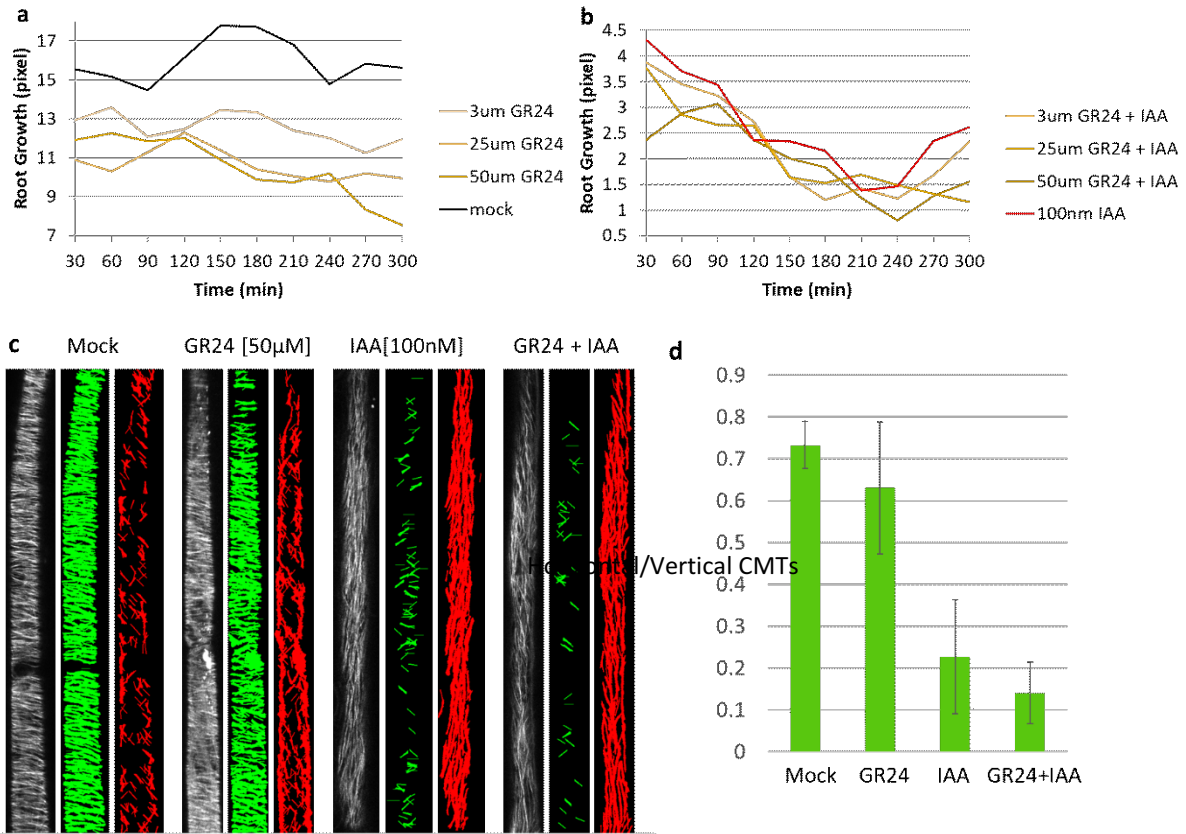 a
Root Growth (pixel)
17
15
13
11
9
7
30 60 90 120 150 180 210 240 270 300
Time (min)
3um GR24
25um GR24
50um GR24
mock
b
Root Growth (pixel)
4.5
4
3.5
3
2.5
2
1.5
1
0.5
30 60 90 120 150 180 210 240 270 300
Time (min)
3um GR24 + IAA
25um GR24 + IAA
50um GR24 + IAA
100nm IAA
c
Mock GR24 [50µM] IAA[100nM] GR24 + IAA
d
/Vertical CMTs
0.9
0.8
0.7
0.6
0.5
0.4
0.3
0.2
0.1
0
Mock GR24 IAA GR24+IAA